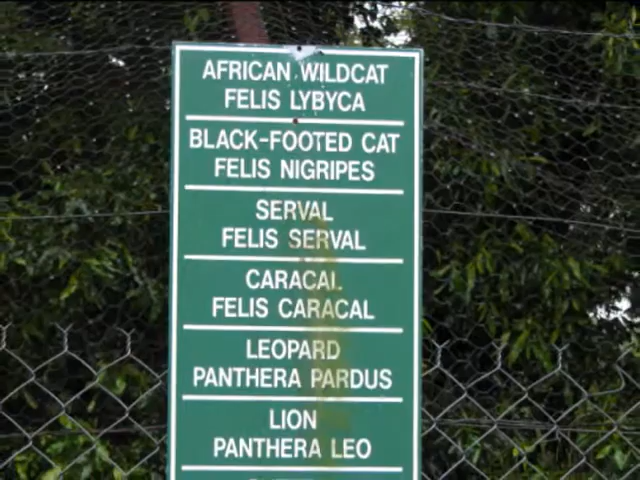 AFRICAN WILDCAT
FELIS LYBYCA
BLACK-FOOTED CAT
FELIS NIGRIPES
SERVAL
FELIS SERVAL
CARACAL
FELIS CARACAL
LEOPARD
PANTHERA PARDUS
LION
PANTHERA LEO